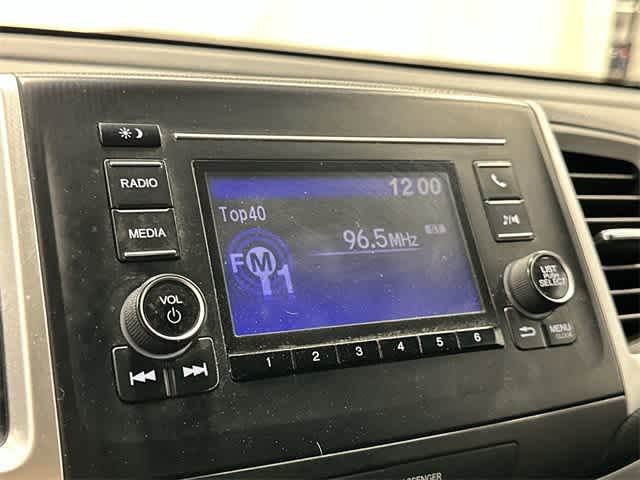 RADIO
MEDIA
VOL
12:00
Top40
96.5MHz
FM1
LIST
PUSH
SELECT
MENU
CLOCK
1 2 3 4 5 6